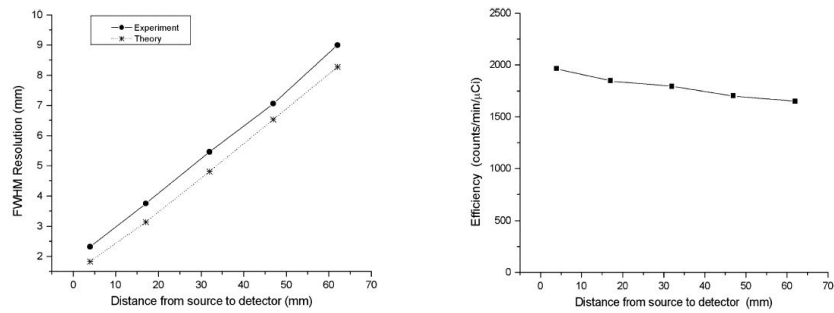 Experiment
Theory
10
9
8
7
6
5
4
3
2
FWHM Resolution (mm)
0 10 20 30 40 50 60 70
Distance from source to detector (mm)
2500
2000
1500
1000
500
0
Efficiency (counts/min/μCi)
0 10 20 30 40 50 60 70
Distance from source to detector (mm)